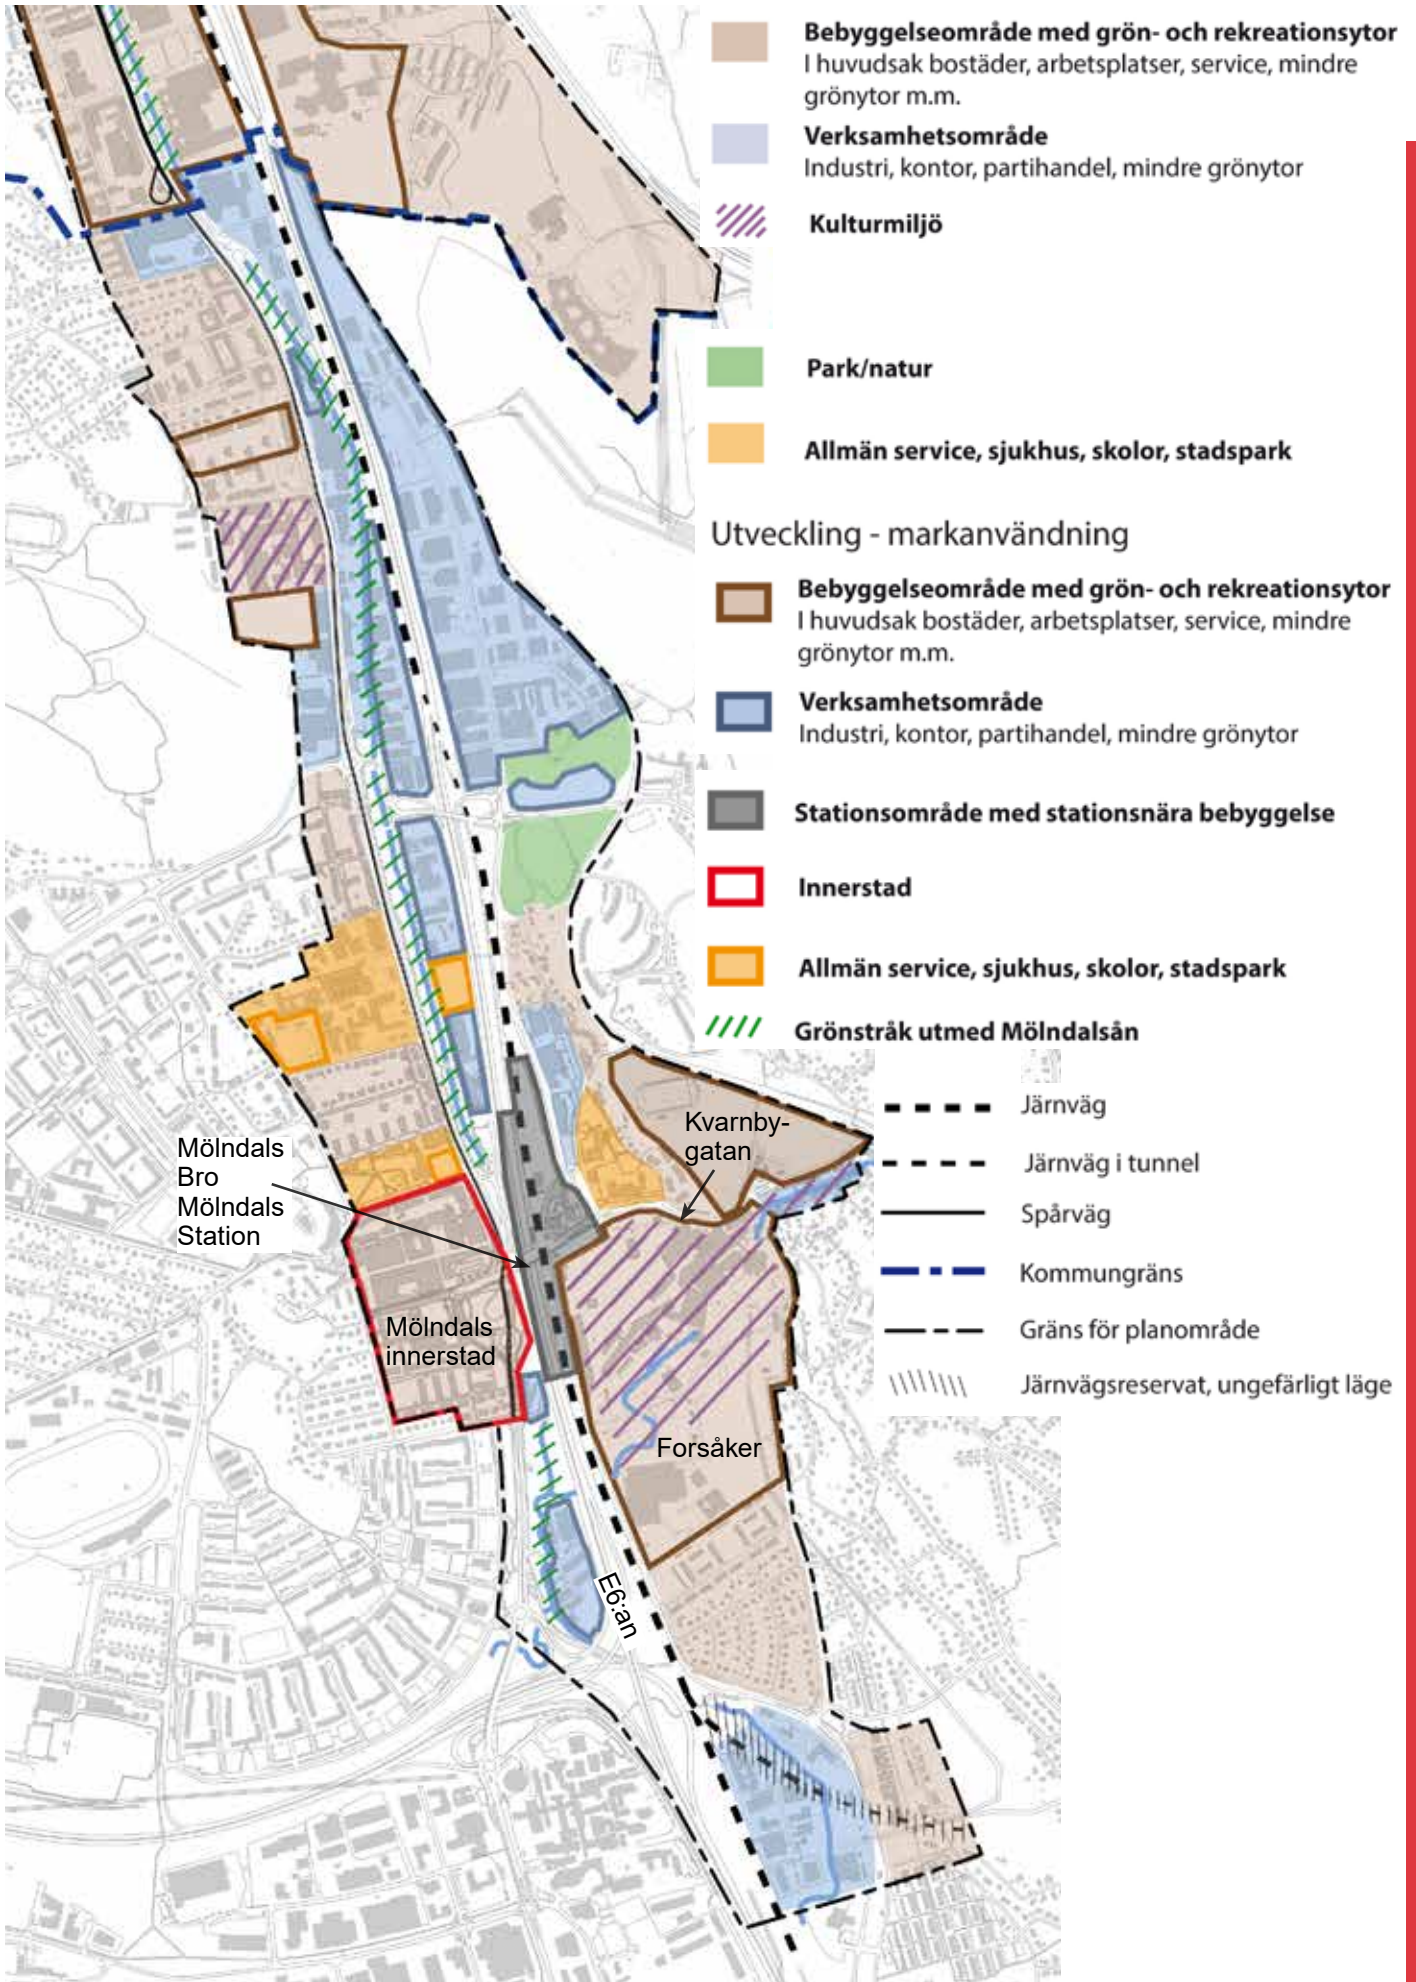 Bebyggelseområde med grön- och rekreationsytor
I huvudsak bostäder, arbetsplatser, service, mindre
grönytor m.m.
Verksamhetsområde
Industri, kontor, partihandel, mindre grönytor
Kulturmiljö
Park/natur
Allmän service, sjukhus, skolor, stadspark
Utveckling - markanvändning
Bebyggelseområde med grön- och rekreationsytor
I huvudsak bostäder, arbetsplatser, service, mindre
grönytor m.m.
Verksamhetsområde
Industri, kontor, partihandel, mindre grönytor
Stationsområde med stationsnära bebyggelse
Innerstad
Allmän service, sjukhus, skolor, stadspark
Grönstråk utmed Mölndalsån
Järnväg
Järnväg i tunnel
Spårväg
Kommungräns
Gräns för planområde
Järnvägsreservat, ungefärligt läge
Kvarnby-
gatan
Mölndals
Bro
Mölndals
Station
Mölndals
innerstad
Forsåker
E6:an